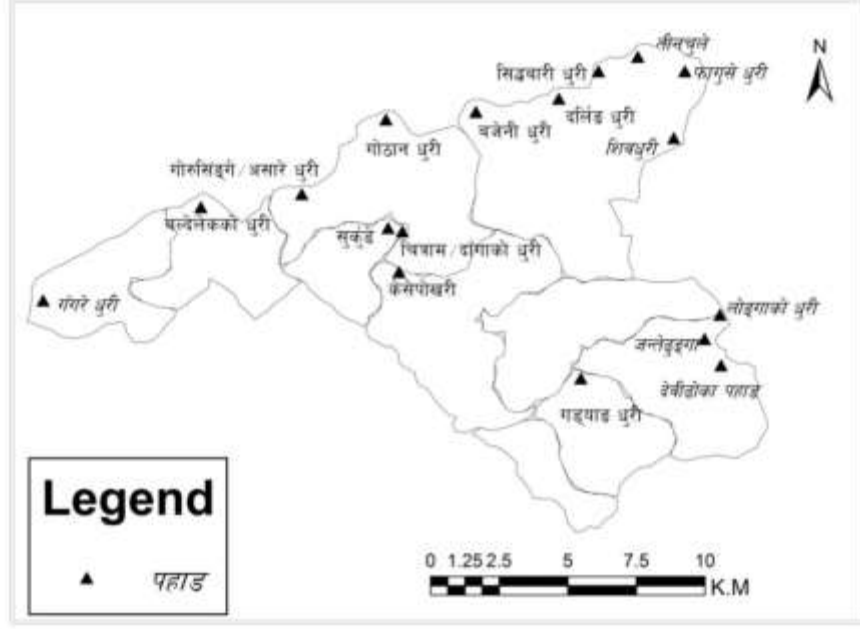 तीनचुले
N
सिद्धबारी धुरी
फागुसे धुरी
दलिंड धुरी
बजेनी धुरी
गोठान धुरी
शिवधुरी
गोरुसिंङ्गे/असारे धुरी
बल्देलेकको धुरी
सुकुंड
चित्राम/दांगाको धुरी
कंसपोखरी
गंगरे धुरी
लोइगाको धुरी
जन्तेढुङ्गा
देवीढोका पहाड
गड्याङ धुरी
Legend
पहाड
0 1.25 2.5 5 7.5 10
K.M